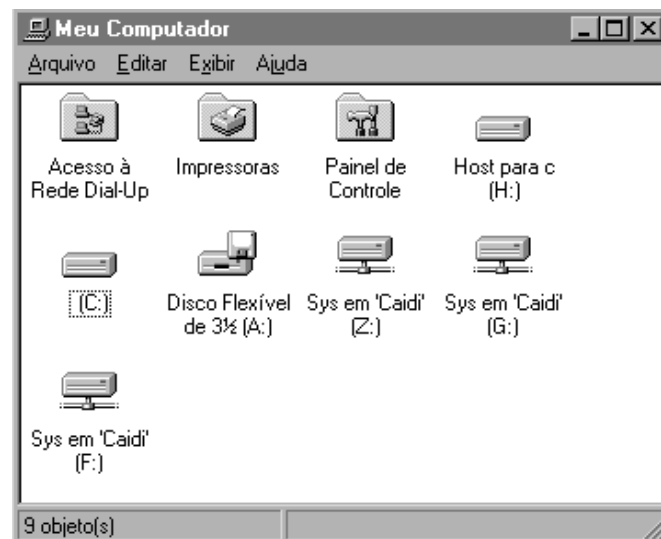 Meu Computador
Arquivo Editar Exibir Ajuda
Acesso à
Rede Dial-Up
Impressoras
Painel de
Controle
Host para c
(H:)
(C:)
Disco Flexível
de 3½ (A:)
Sys em 'Caidi'
(Z:)
Sys em 'Caidi'
(G:)
Sys em 'Caidi'
(F:)
9 objeto(s)